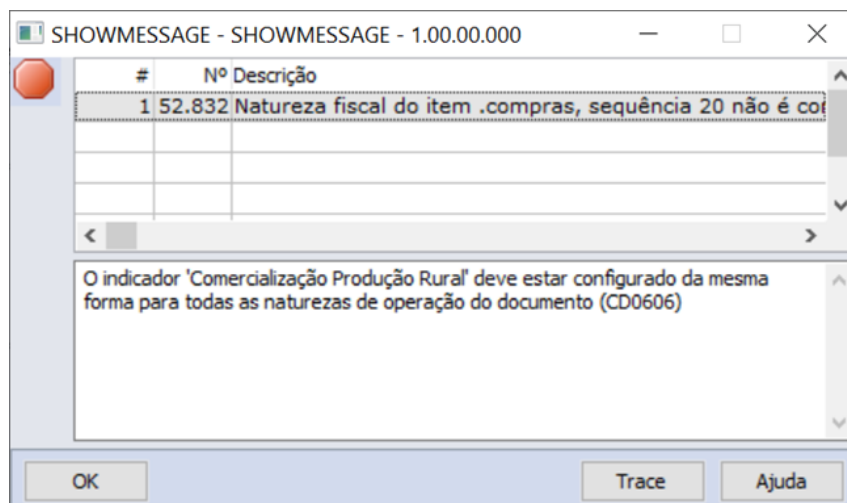 SHOWMESSAGE - SHOWMESSAGE - 1.00.00.000
# Nº Descrição
1 52.832 Natureza fiscal do item .compras, sequência 20 não é
O indicador 'Comercialização Produção Rural' deve estar configurado da mesma
forma para todas as naturezas de operação do documento (CD0606)
OK Trace Ajuda